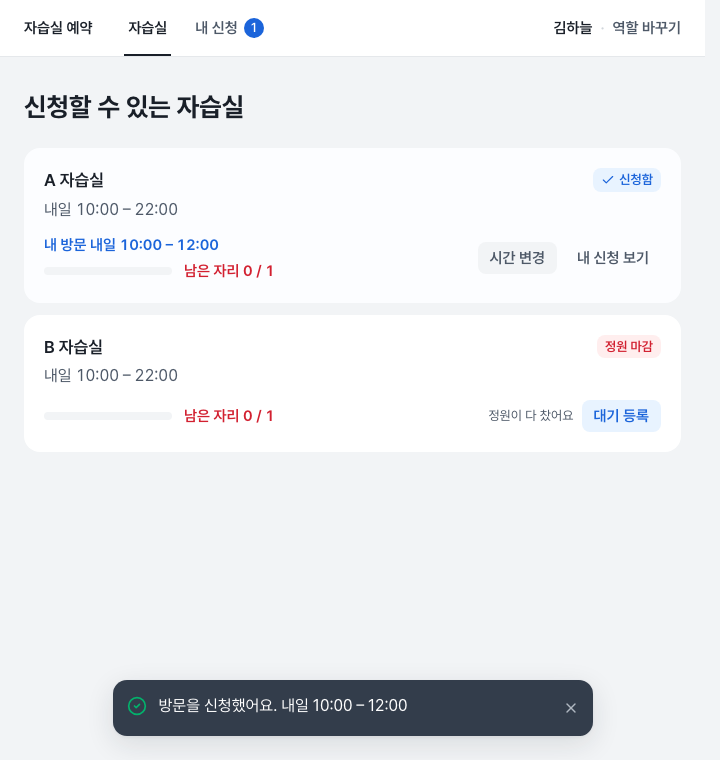 자습실 예약 자습실 내 신청 1 김하늘 · 역할 바꾸기
신청할 수 있는 자습실
A 자습실 신청함
내일 10:00 – 22:00
내 방문 내일 10:00 – 12:00
남은 자리 0 / 1 시간 변경 내 신청 보기
B 자습실 정원 마감
내일 10:00 – 22:00
남은 자리 0 / 1 정원이 다 찼어요 대기 등록
방문을 신청했어요. 내일 10:00 – 12:00